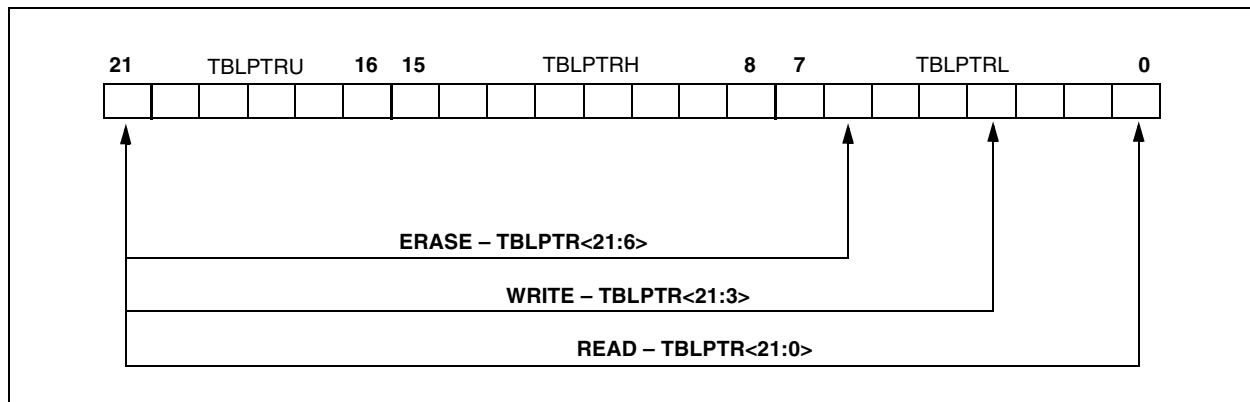 21 TBLPTRU 16 15 TBLPTRH 8 7 TBLPTRL 0
ERASE – TBLPTR<21:6>
WRITE – TBLPTR<21:3>
READ – TBLPTR<21:0>